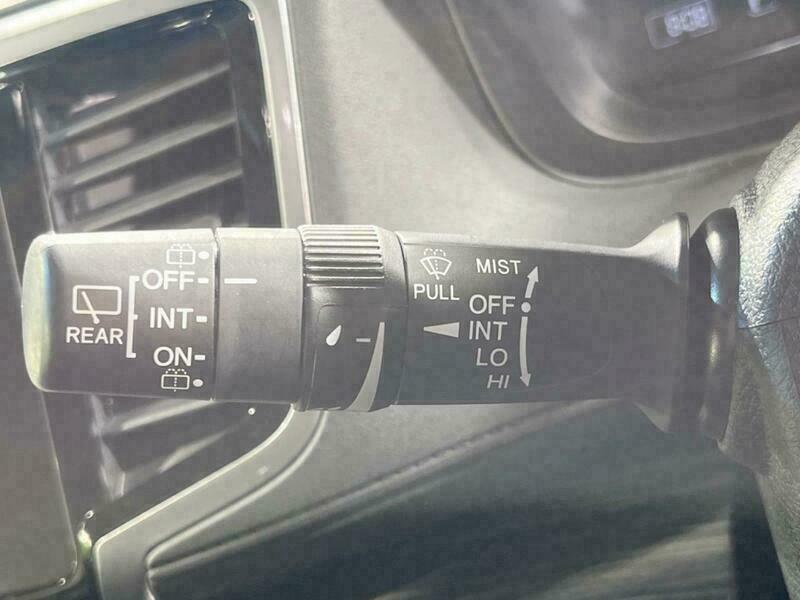 REAR
OFF
INT
ON
PULL
MIST
OFF
INT
LO
HI